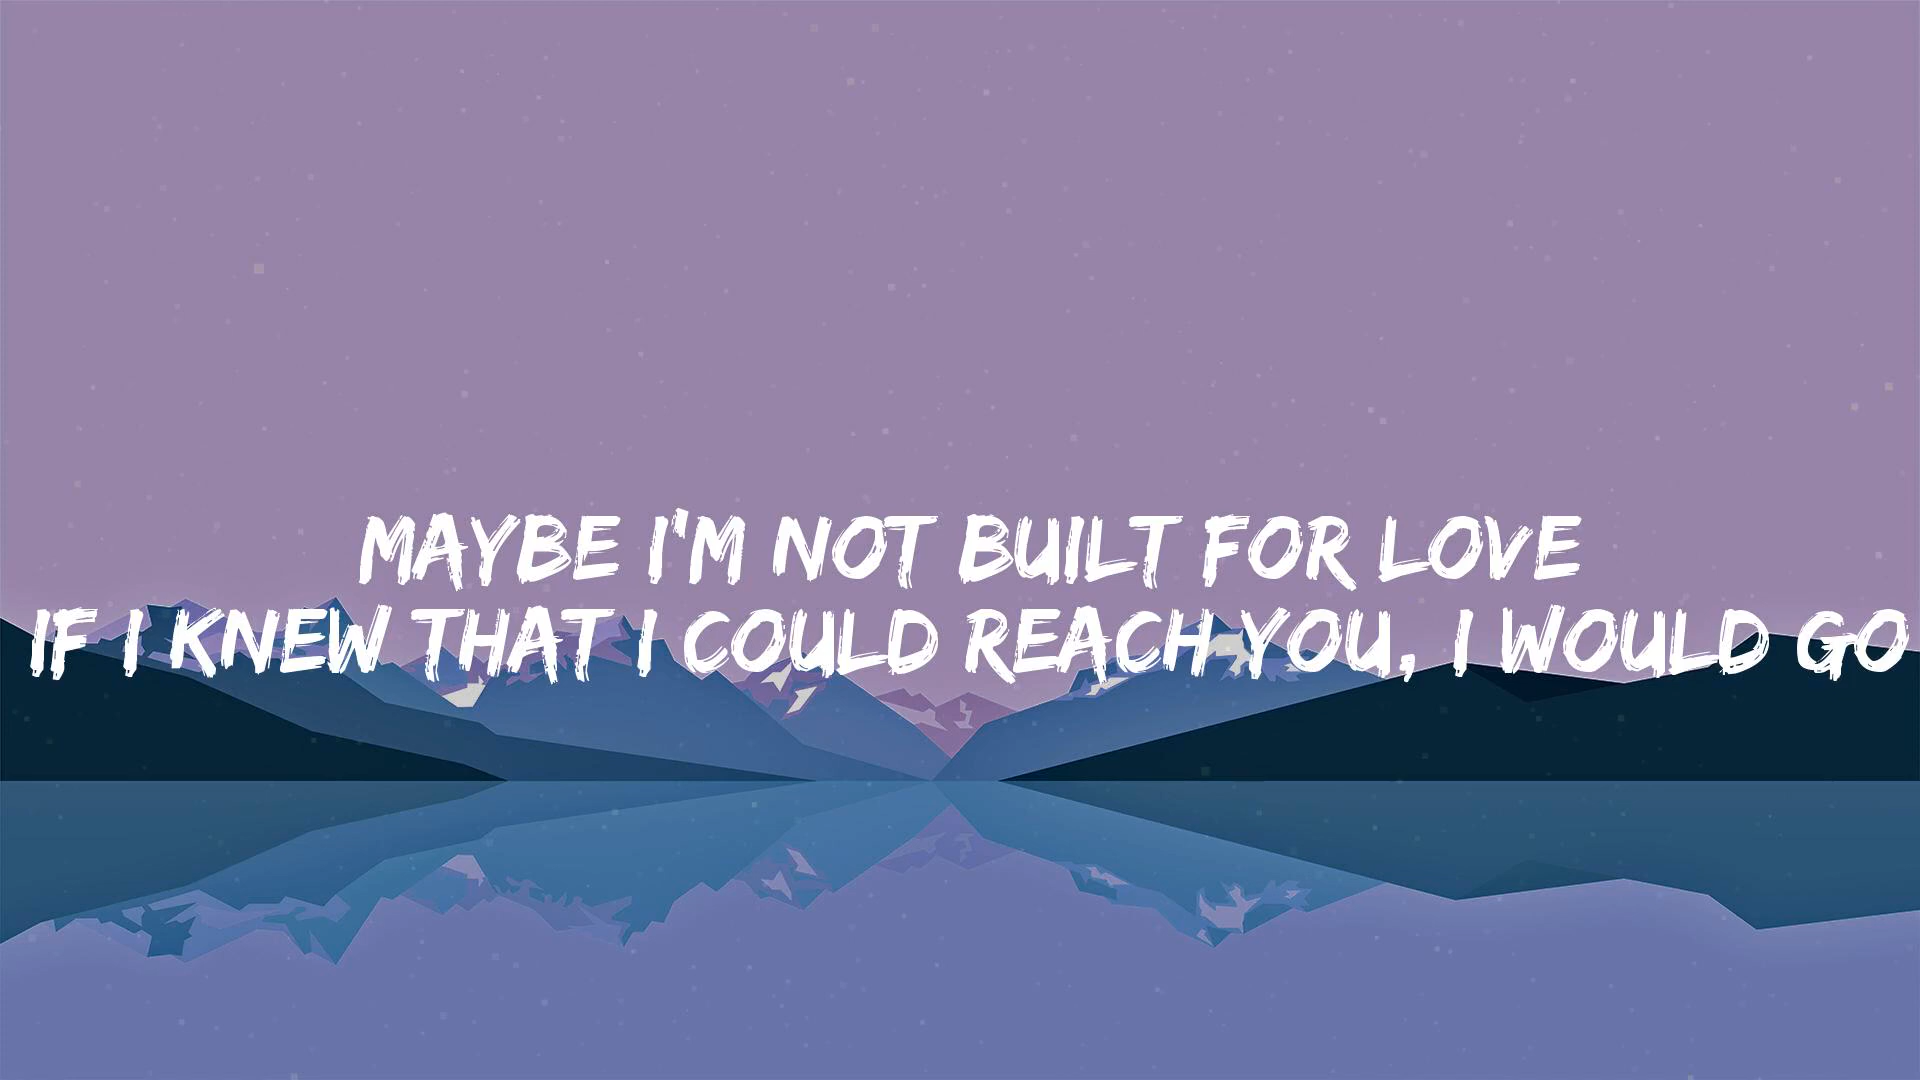 MAYBE I'M NOT BUILT FOR LOVE
IF I KNEW THAT I COULD REACH YOU, I WOULD GO